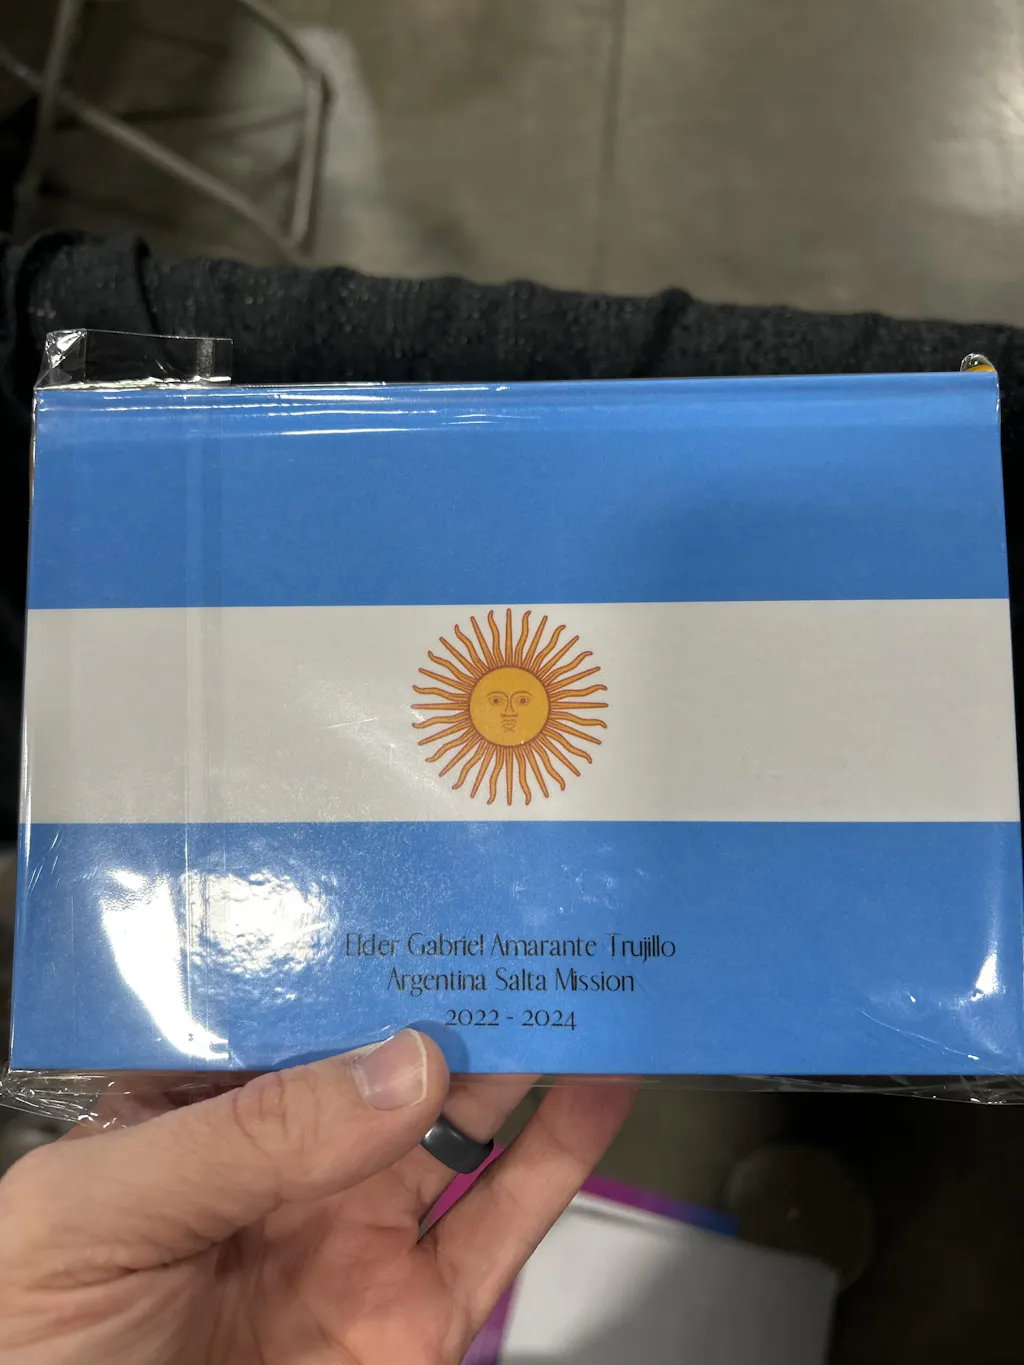 Elder Gabriel Amarante Trujillo
Argentina Salta Mission
2022 - 2024